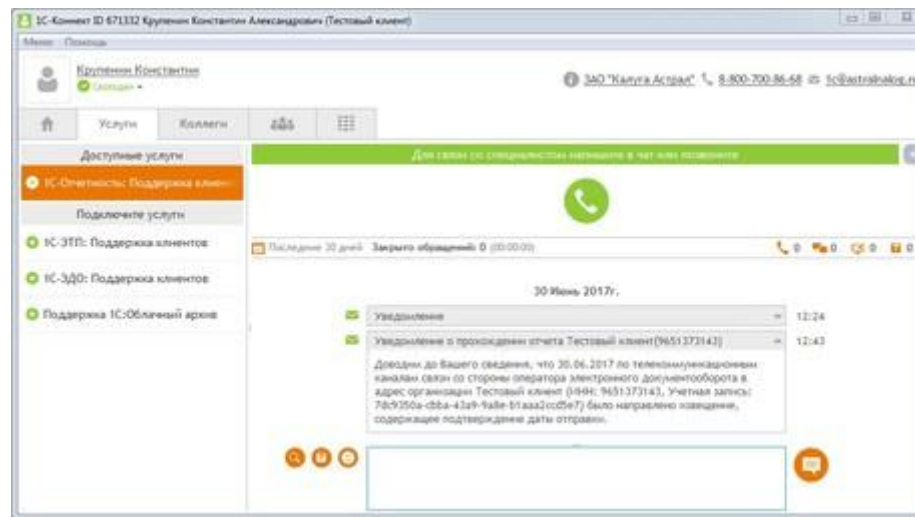 1С-Коннект ID 671332 Крупенин Константин Александрович (Тестовый клиент)
Меню Помощь
Крупенин Константин
Свободен
ЗАО "Калуга Астрал" 8-800-700-86-68 1c@astralnalog.r
Услуги Коллеги
Доступные услуги
Для связи со специалистом напишите в чат или позвоните
1С-Отчетность: Поддержка клиен
Подключите услуги
1С-ЭТП: Поддержка клиентов
Последние 30 дней Закрыто обращений: 0 (00:00:00) 0 0 0 0
1С-ЭДО: Поддержка клиентов
30 Июнь 2017г.
Поддержка 1С:Облачный архив
Уведомление 12:24
Уведомление о прохождении отчета Тестовый клиент(9651373143) 12:43
Доводим до Вашего сведения, что 30.06.2017 по телекоммуникационным
каналам связи со стороны оператора электронного документооборота в
адрес организации Тестовый клиент (ИНН: 9651373143, Учетная запись:
было направлено извещение,
содержащее подтверждение даты отправки.